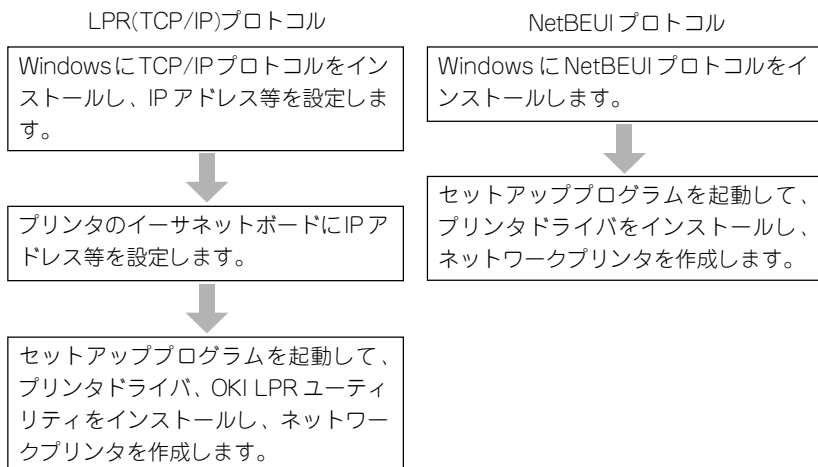 LPR(TCP/IP)プロトコル
WindowsにTCP/IPプロトコルをイン
ストールし、IP アドレス等を設定しま
す。
プリンタのイーサネットボードにIPア
ドレス等を設定します。
セットアッププログラムを起動して、
プリンタドライバ、OKI LPR ユーティ
リティをインストールし、ネットワー
クプリンタを作成します。
NetBEUIプロトコル
Windows にNetBEUIプロトコルをイ
ンストールします。
セットアッププログラムを起動して、
プリンタドライバをインストールし、
ネットワークプリンタを作成します。